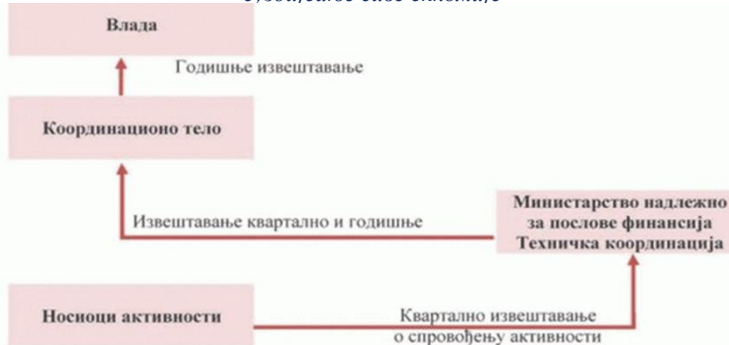 Влада
Годишње извештавање
Координационо тело
Министарство надлежно
за послове финансија
Техничка координација
Извештавање квартално и годишње
Носиоци активности
Квартално извештавање
о спровођењу активности